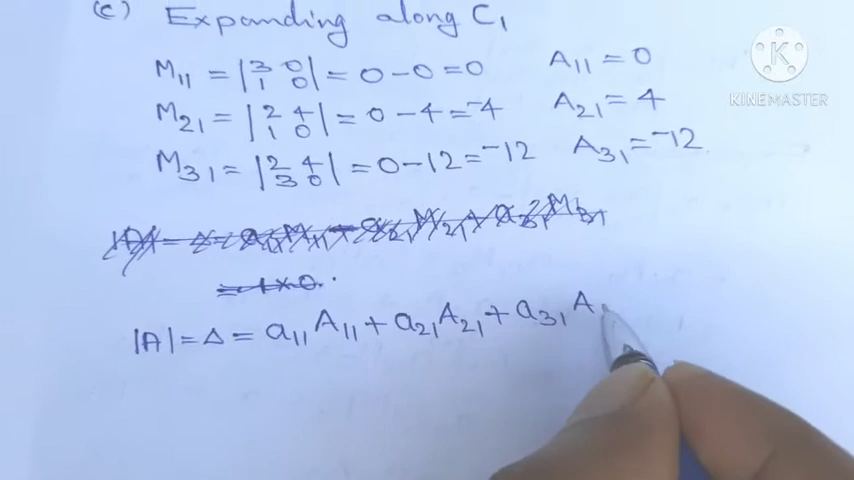 (c) Expanding along C₁
M₁₁ = |3 0 1 0| = 0 - 0 = 0 A₁₁ = 0
M₂₁ = |2 4 1 0| = 0 - 4 = -4 A₂₁ = 4
M₃₁ = |2 4 3 0| = 0 - 12 = -12 A₃₁ = -12
|A| = Δ = a₁₁ A₁₁ + a₂₁ A₂₁ + a₃₁ A
KINEMASTER